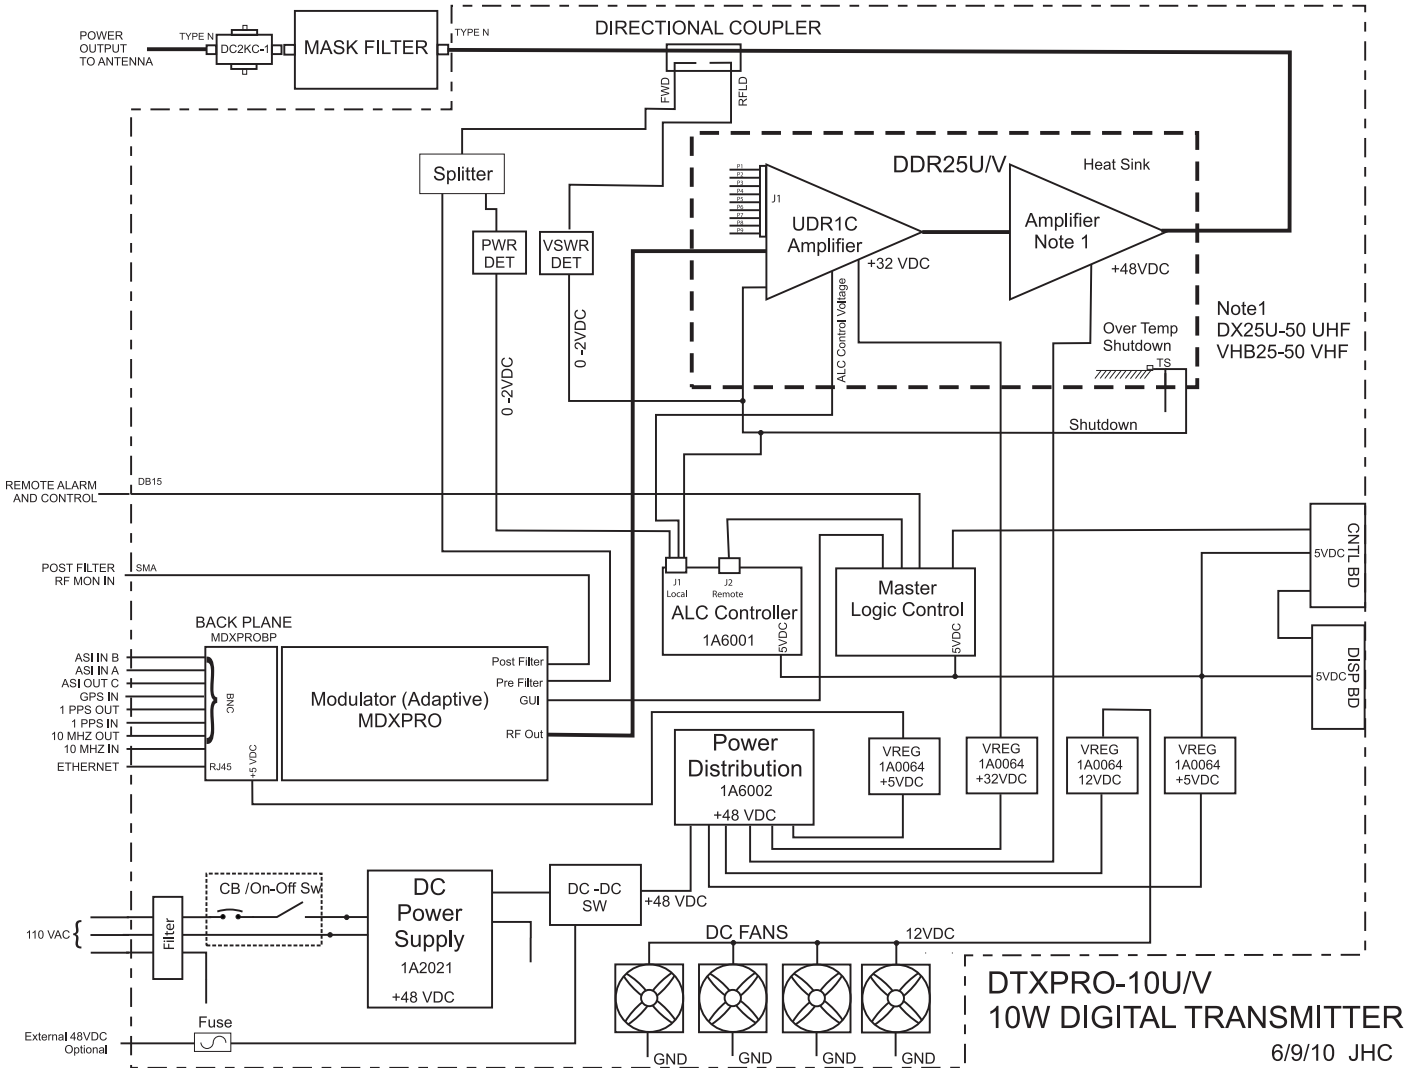 POWER
OUTPUT
TO ANTENNA
TYPE N
DC2KC-1
MASK FILTER
TYPE N
DIRECTIONAL COUPLER
FWD
RFLD
Splitter
PWR
DET
VSWR
DET
0 -2VDC
0 -2VDC
DDR25U/V
Heat Sink
P1
P2
P3
P4
P5
P6
P7
P8
P9
J1
UDR1C
Amplifier
Amplifier
Note 1
+32 VDC
+48VDC
ALC Control Voltage
Over Temp
Shutdown
TS
Shutdown
Note1
DX25U-50 UHF
VHB25-50 VHF
REMOTE ALARM
AND CONTROL
DB15
POST FILTER
RF MON IN
SMA
J1
Local
J2
Remote
ALC Controller
1A6001
5VDC
Master
Logic Control
5VDC
CNTL BD
5VDC
DISP BD
5VDC
BACK PLANE
MDXPROBP
ASI IN B
ASI IN A
ASI OUT C
GPS IN
1 PPS OUT
1 PPS IN
10 MHZ OUT
10 MHZ IN
ETHERNET
BNC
RJ45
+5 VDC
Modulator (Adaptive)
MDXPRO
Post Filter
Pre Filter
GUI
RF Out
Power
Distribution
1A6002
+48 VDC
VREG
1A0064
+5VDC
VREG
1A0064
+32VDC
VREG
1A0064
12VDC
VREG
1A0064
+5VDC
110 VAC
Filter
CB /On-Off Sw
DC
Power
Supply
1A2021
+48 VDC
DC -DC
SW
+48 VDC
DC FANS
12VDC
GND
GND
GND
GND
External 48VDC
Optional
Fuse
DTXPRO-10U/V
10W DIGITAL TRANSMITTER
6/9/10 JHC